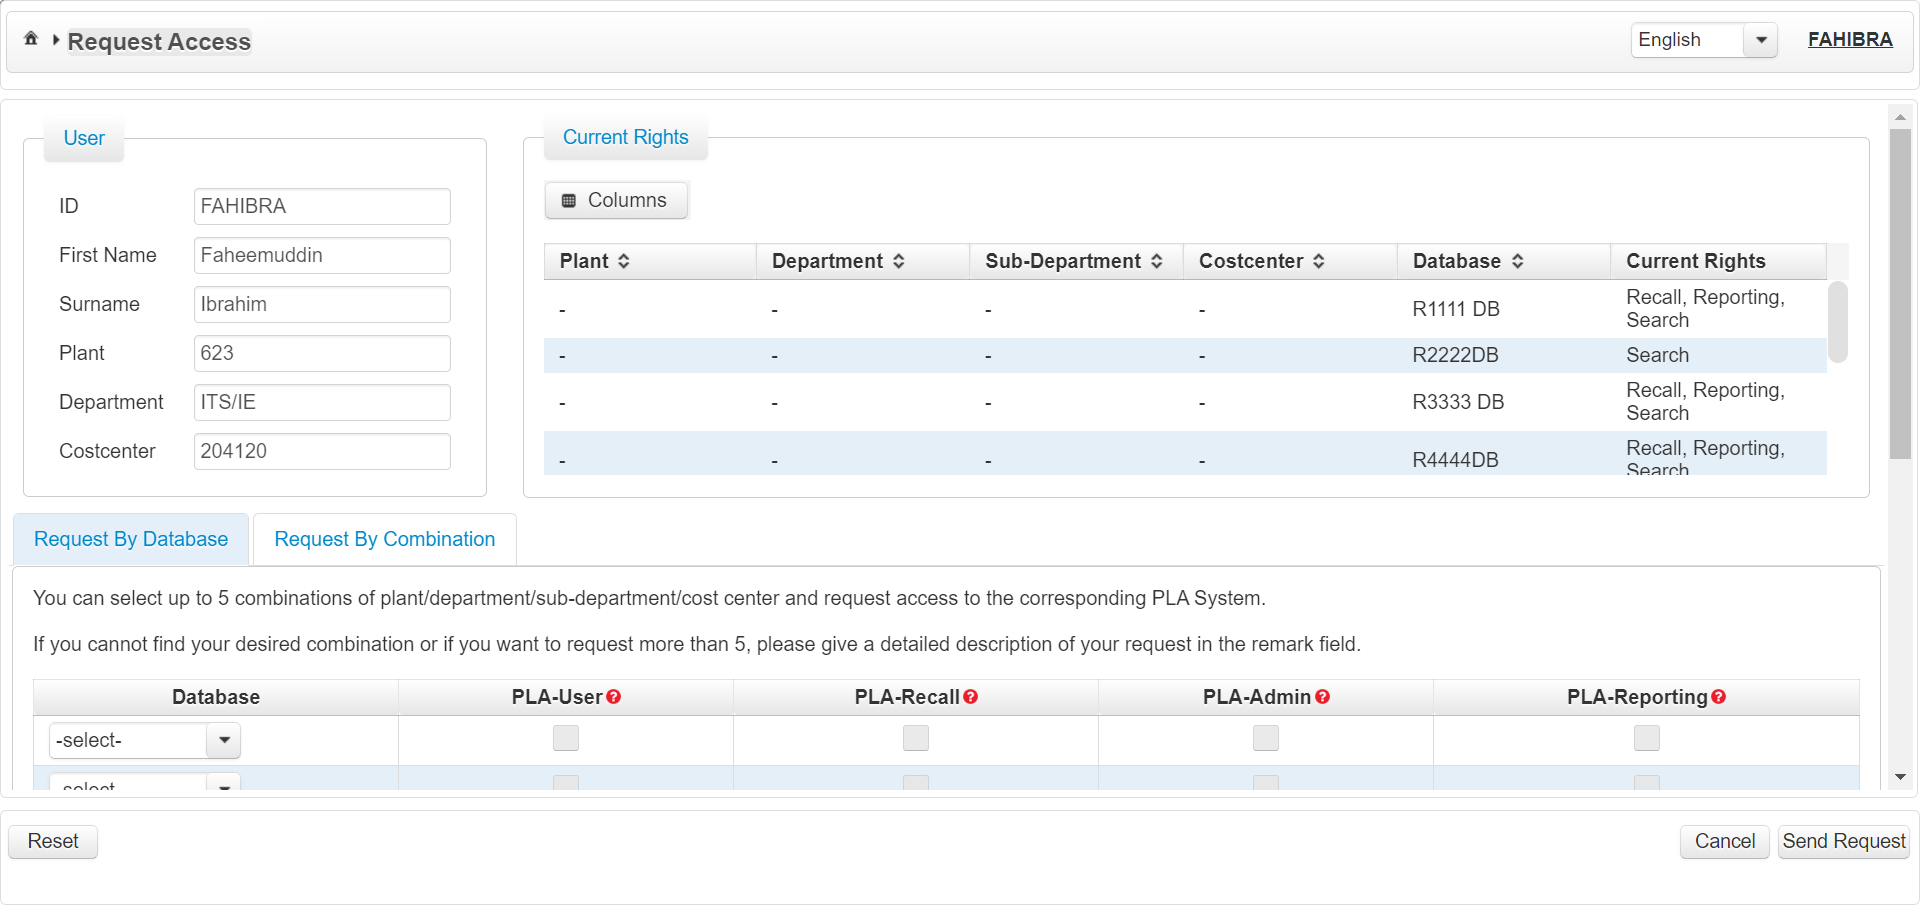 Request Access
English
FAHIBRA
User
ID FAHIBRA
First Name Faheemuddin
Surname Ibrahim
Plant 623
Department ITS/IE
Costcenter 204120
Current Rights
Columns
Plant Department Sub-Department Costcenter Database Current Rights
- - - - R1111 DB Recall, Reporting,
Search
- - - - R2222DB Search
- - - - R3333 DB Recall, Reporting,
Search
- - - - R4444DB Recall, Reporting,
Search
Request By Database Request By Combination
You can select up to 5 combinations of plant/department/sub-department/cost center and request access to the corresponding PLA System.
If you cannot find your desired combination or if you want to request more than 5, please give a detailed description of your request in the remark field.
Database PLA-User? PLA-Recall? PLA-Admin? PLA-Reporting?
-select-
-select-
Reset Cancel Send Request